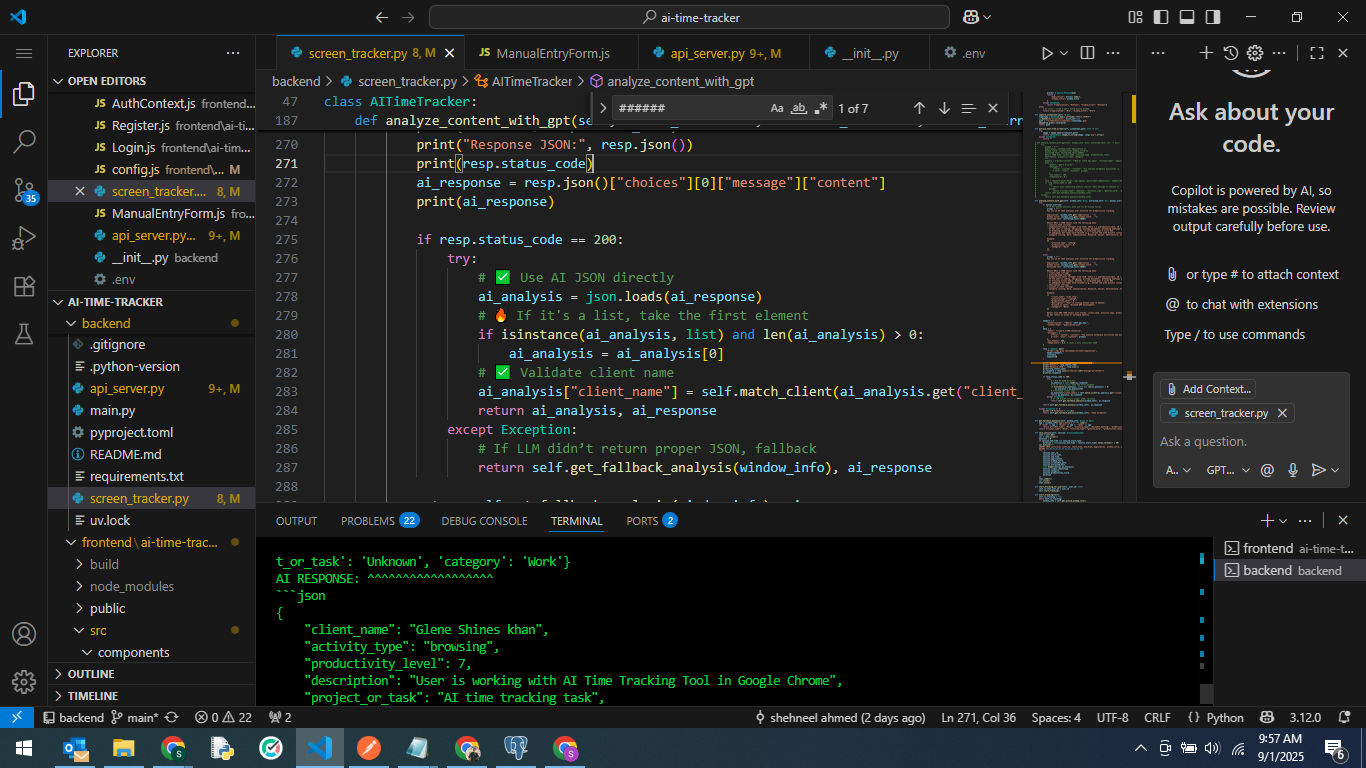 ai-time-tracker
EXPLORER
OPEN EDITORS
JS AuthContext.js frontend...
JS Register.js frontend\ai-ti...
JS Login.js frontend\ai-tim...
JS config.js frontend\... M
screen_tracker.... 8, M
JS ManualEntryForm.js fro...
api_server.py... 9+, M
__init__.py backend
.env
AI-TIME-TRACKER
backend
.gitignore
.python-version
api_server.py 9+, M
main.py
pyproject.toml
README.md
requirements.txt
screen_tracker.py 8, M
uv.lock
frontend\ai-time-trac...
build
node_modules
public
src
components
OUTLINE
TIMELINE
35
screen_tracker.py 8, M
JS ManualEntryForm.js
api_server.py 9+, M
__init__.py
.env
backend > screen_tracker.py > AITimeTracker > analyze_content_with_gpt
######
Aa ab .*
1 of 7
47 class AITimeTracker:
187 def analyze_content_with_gpt(se
270 print("Response JSON:", resp.json())
271 print(resp.status_code)
272 ai_response = resp.json()["choices"][0]["message"]["content"]
273 print(ai_response)
274
275 if resp.status_code == 200:
276 try:
277 # ✅ Use AI JSON directly
278 ai_analysis = json.loads(ai_response)
279 # 🔥 If it's a list, take the first element
280 if isinstance(ai_analysis, list) and len(ai_analysis) > 0:
281 ai_analysis = ai_analysis[0]
282 # ✅ Validate client name
283 ai_analysis["client_name"] = self.match_client(ai_analysis.get("client_
284 return ai_analysis, ai_response
285 except Exception:
286 # If LLM didn’t return proper JSON, fallback
287 return self.get_fallback_analysis(window_info), ai_response
288
Ask about your
code.
Copilot is powered by AI, so
mistakes are possible. Review
output carefully before use.
or type # to attach context
@ to chat with extensions
Type / to use commands
Add Context...
screen_tracker.py
Ask a question.
A.. GPT...
OUTPUT PROBLEMS 22 DEBUG CONSOLE TERMINAL PORTS 2
t_or_task': 'Unknown', 'category': 'Work'}
AI RESPONSE: ^^^^^^^^^^^^^^^^^^
```json
{
"client_name": "Glene Shines khan",
"activity_type": "browsing",
"productivity_level": 7,
"description": "User is working with AI Time Tracking Tool in Google Chrome",
"project_or_task": "AI time tracking task",
frontend ai-time-t...
backend backend
backend main* 0 22 2
shehneel ahmed (2 days ago) Ln 271, Col 36 Spaces: 4 UTF-8 CRLF {} Python 3.12.0
9:57 AM
9/1/2025
6